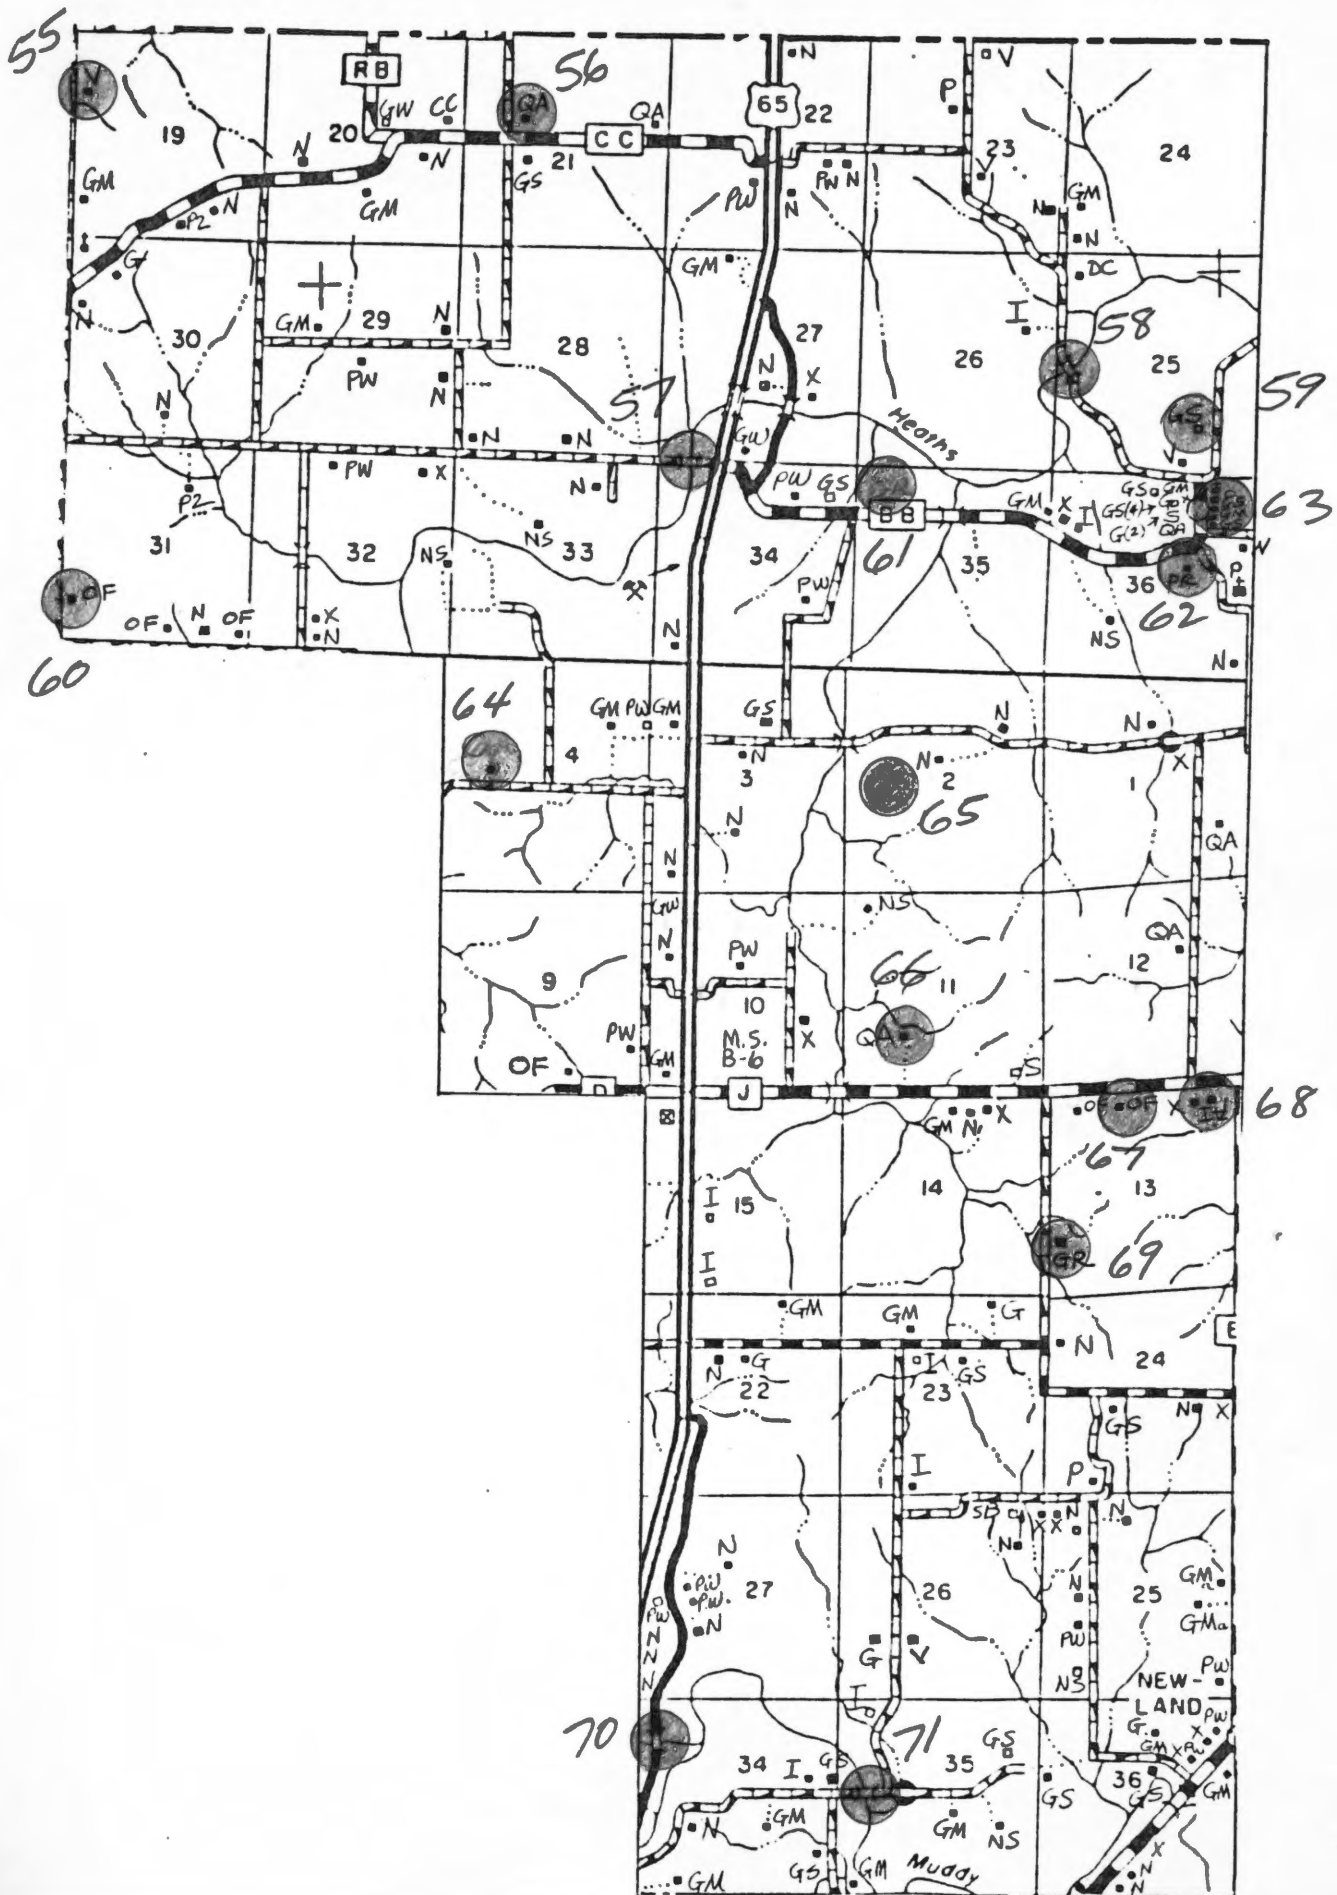 55
V
RB
56
N
V
GW CC QA QA 65 22 P
19 20 CC 23 24
N N 21 GS V
GM PW N GM
P2 N GM PW N N
N
G GM DC
N 30 GM 29 N 28 27 I 58
26 25
PW N 57 N X GS 59
N Heaths
GW V
N N
PW X N PW GS GM X GS GM
P2 BB I GS(4) G 63
G(2) QA
31 32 NS 33 34 61 35 36 PR N
NS P
OF PW 62
OF N OF X N NS
N N
60
64 GM PW GM GS N N
4 N
3 N 2 1 X
65
N QA
N
GW NS
N PW QA
9 66 11 12
10
PW M.S. X QA
B-6
OF GM S
D J OF OF X IV 68
GM N X 67
I 15 14 13
I GR 69
GM GM G
E
N G I GS N 24
22 23
GS N X
I P
SB X X N N
N N
P.W 27 26 N 25 GM
P.W.
PW N PW GMa
N G V
N NS NEW- PW
N I LAND
G PW
70 71 GS X
34 I GS 35 GM X PW
36
GS GS GM
N GM GM NS
X
GS GM Muddy N
GM N